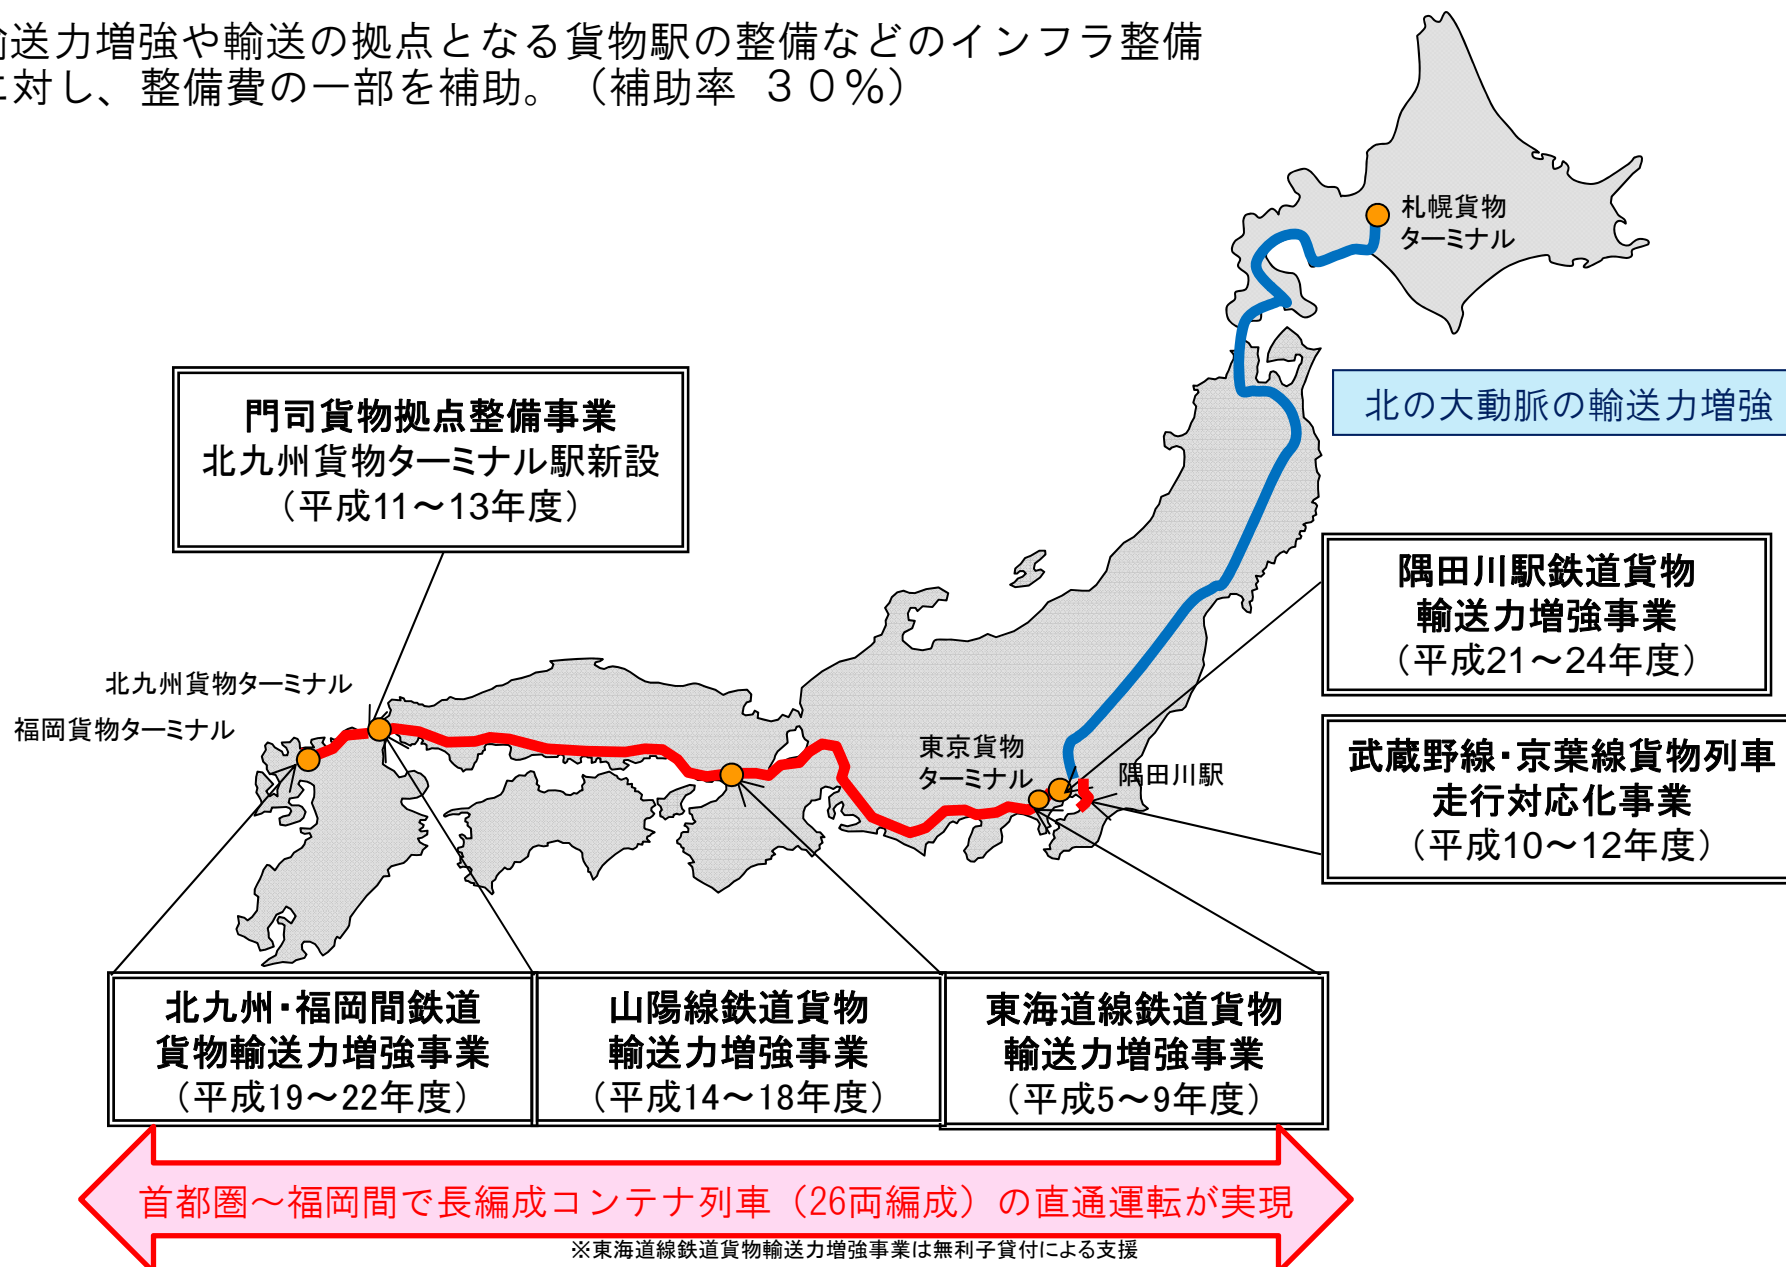 輸送力増強や輸送の拠点となる貨物駅の整備などのインフラ整備
に対し、整備費の一部を補助。（補助率 ３０％）
札幌貨物
ターミナル
北の大動脈の輸送力増強
門司貨物拠点整備事業
北九州貨物ターミナル駅新設
（平成11～13年度）
隅田川駅鉄道貨物
輸送力増強事業
（平成21～24年度）
北九州貨物ターミナル
福岡貨物ターミナル
東京貨物
ターミナル
隅田川駅
武蔵野線・京葉線貨物列車
走行対応化事業
（平成10～12年度）
北九州・福岡間鉄道
貨物輸送力増強事業
（平成19～22年度）
山陽線鉄道貨物
輸送力増強事業
（平成14～18年度）
東海道線鉄道貨物
輸送力増強事業
（平成5～9年度）
首都圏～福岡間で長編成コンテナ列車（26両編成）の直通運転が実現
※東海道線鉄道貨物輸送力増強事業は無利子貸付による支援